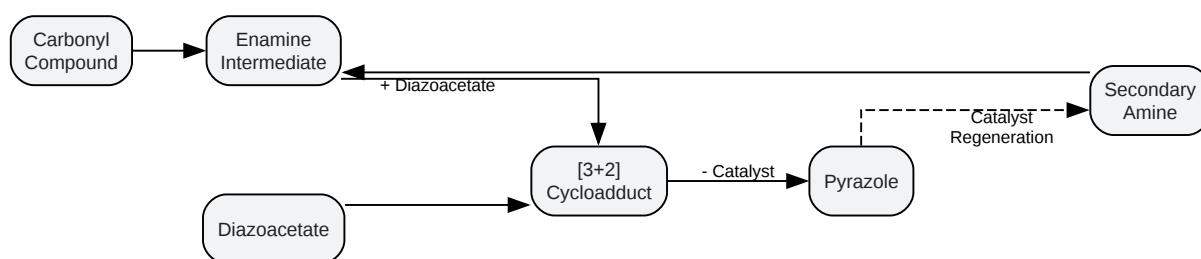 Carbonyl
Compound
Enamine
Intermediate
+ Diazoacetate
Secondary
Amine
Catalyst
Regeneration
[3+2]
Cycloadduct
- Catalyst
Pyrazole
Diazoacetate